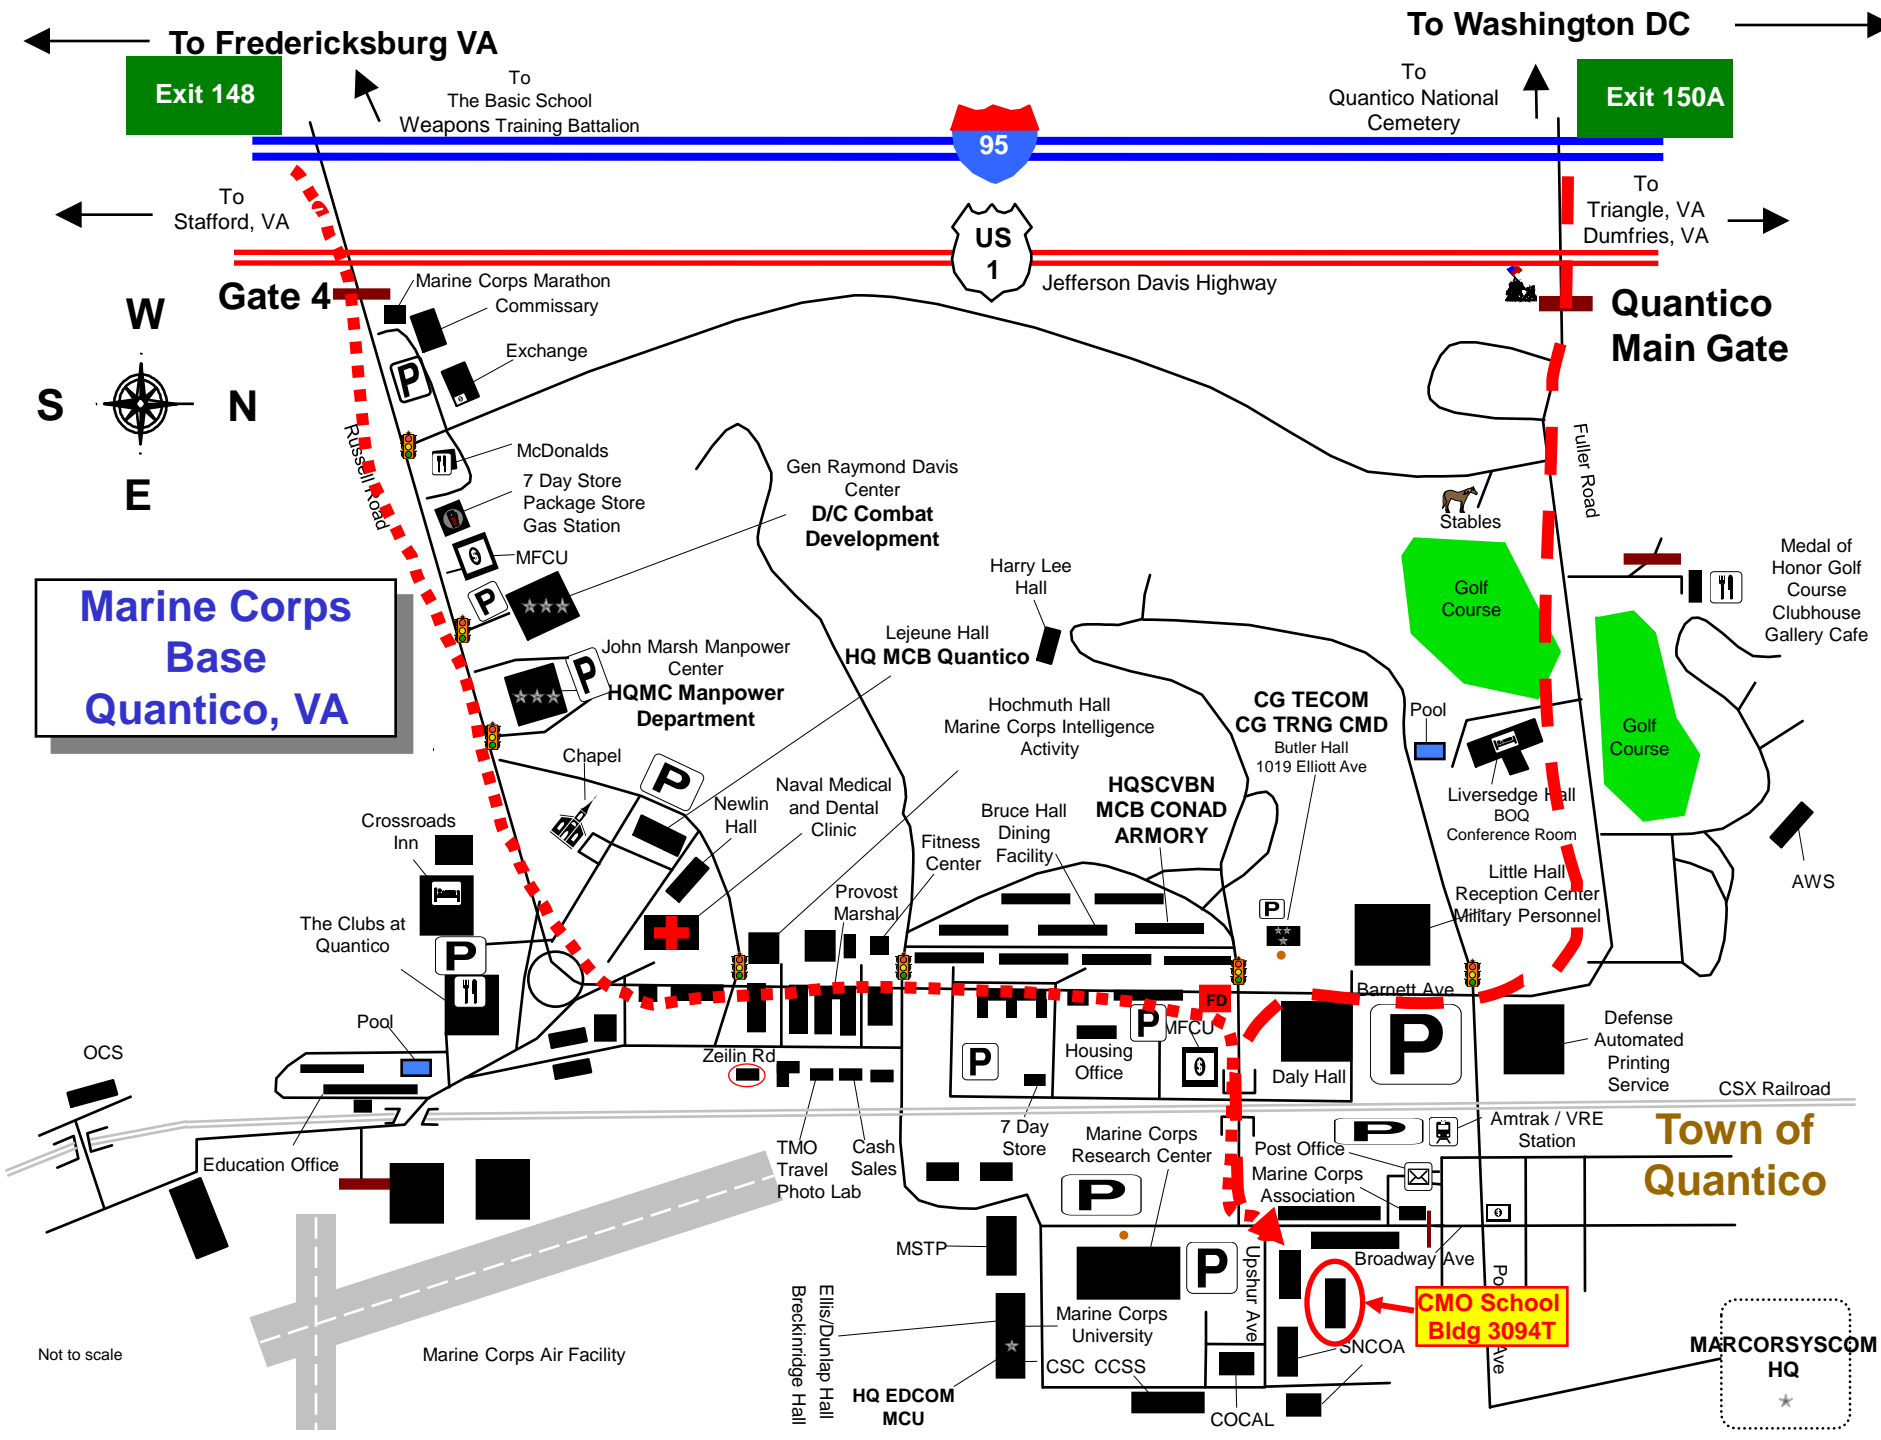 To Fredericksburg VA
To Washington DC
Exit 148
To
The Basic School
Weapons Training Battalion
95
To
Quantico National
Cemetery
Exit 150A
To
Stafford, VA
US
1
Jefferson Davis Highway
To
Triangle, VA
Dumfries, VA
Gate 4
Marine Corps Marathon
Commissary
Exchange
Quantico
Main Gate
W
S
N
E
P
Russell Road
McDonalds
7 Day Store
Package Store
Gas Station
MFCU
P
Gen Raymond Davis
Center
D/C Combat
Development
Fuller Road
Stables
Golf
Course
Medal of
Honor Golf
Course
Clubhouse
Gallery Cafe
Marine Corps
Base
Quantico, VA
John Marsh Manpower
Center
HQMC Manpower
Department
P
Lejeune Hall
HQ MCB Quantico
Harry Lee
Hall
Hochmuth Hall
Marine Corps Intelligence
Activity
CG TECOM
CG TRNG CMD
Butler Hall
1019 Elliott Ave
Pool
Golf
Course
Chapel
P
Newlin
Hall
Naval Medical
and Dental
Clinic
Crossroads
Inn
Provost
Marshal
Fitness
Center
Bruce Hall
Dining
Facility
HQSCVBN
MCB CONAD
ARMORY
Liversedge Hall
BOQ
Conference Room
Little Hall
Reception Center
Military Personnel
AWS
P
The Clubs at
Quantico
P
FD
Barnett Ave
P
MFCU
P
Housing
Office
P
Daly Hall
Defense
Automated
Printing
Service
Pool
OCS
Zeilin Rd
CSX Railroad
Education Office
TMO
Travel
Photo Lab
Cash
Sales
7 Day
Store
Marine Corps
Research Center
P
P
Amtrak / VRE
Station
Post Office
Marine Corps
Association
Town of
Quantico
MSTP
P
Upshur Ave
Broadway Ave
Ellis/Dunlap Hall
Breckinridge Hall
Marine Corps
University
CMO School
Bldg 3094T
Po
Ave
SNCOA
MARCORSYSCOM
HQ
Not to scale
Marine Corps Air Facility
CSC CCSS
HQ EDCOM
MCU
COCAL